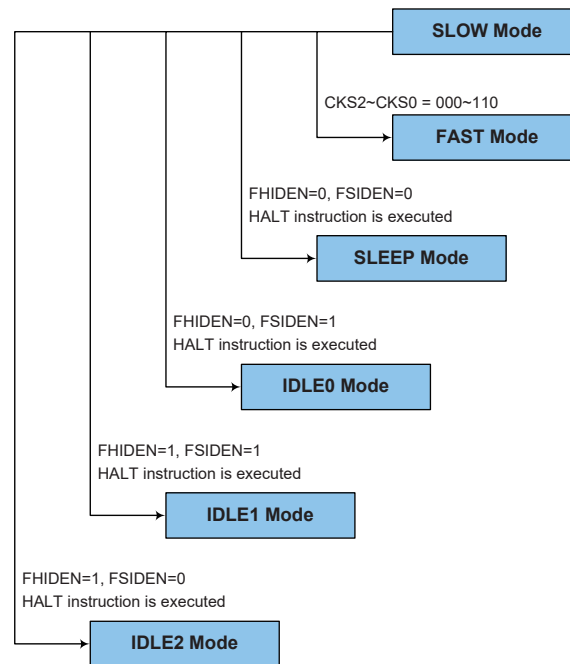 SLOW Mode
CKS2~CKS0 = 000~110
FAST Mode
FHIDEN=0, FSIDEN=0
HALT instruction is executed
SLEEP Mode
FHIDEN=0, FSIDEN=1
HALT instruction is executed
IDLE0 Mode
FHIDEN=1, FSIDEN=1
HALT instruction is executed
IDLE1 Mode
FHIDEN=1, FSIDEN=0
HALT instruction is executed
IDLE2 Mode